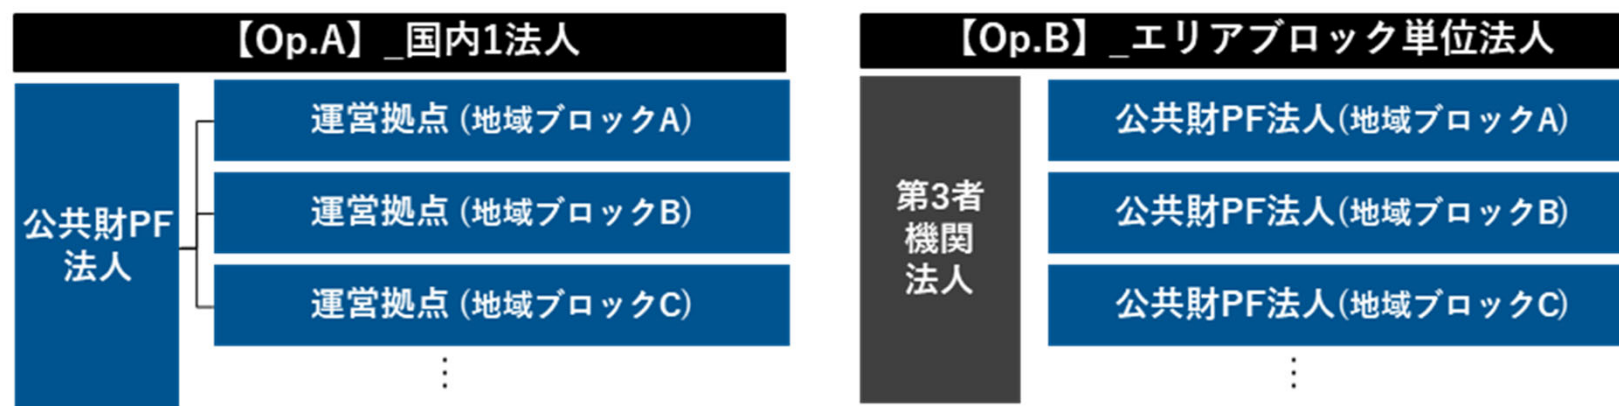 【Op.A】_国内1法人
公共財PF
法人
運営拠点 (地域ブロックA)
運営拠点 (地域ブロックB)
運営拠点 (地域ブロックC)
⋮
【Op.B】_エリアブロック単位法人
第3者
機関
法人
公共財PF法人(地域ブロックA)
公共財PF法人(地域ブロックB)
公共財PF法人(地域ブロックC)
⋮